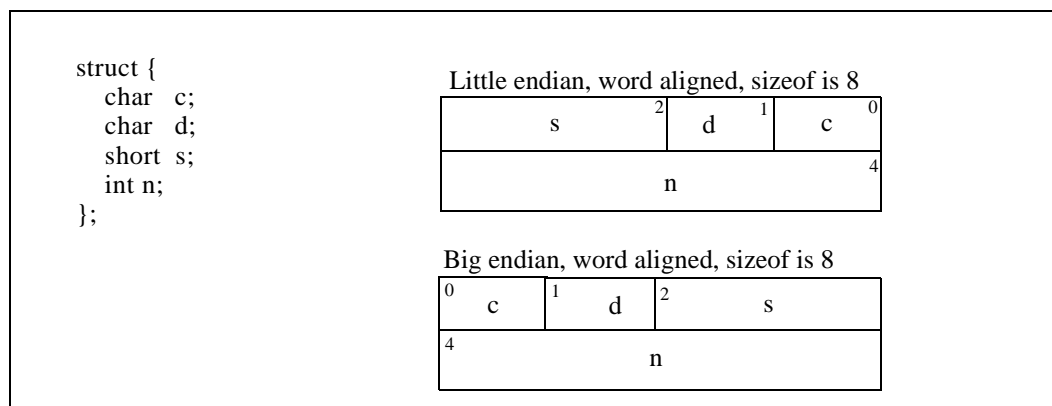 struct {
char c;
char d;
short s;
int n;
};
Little endian, word aligned, sizeof is 8
s 2 d 1 c 0
n 4
Big endian, word aligned, sizeof is 8
0 c 1 d 2 s
4 n